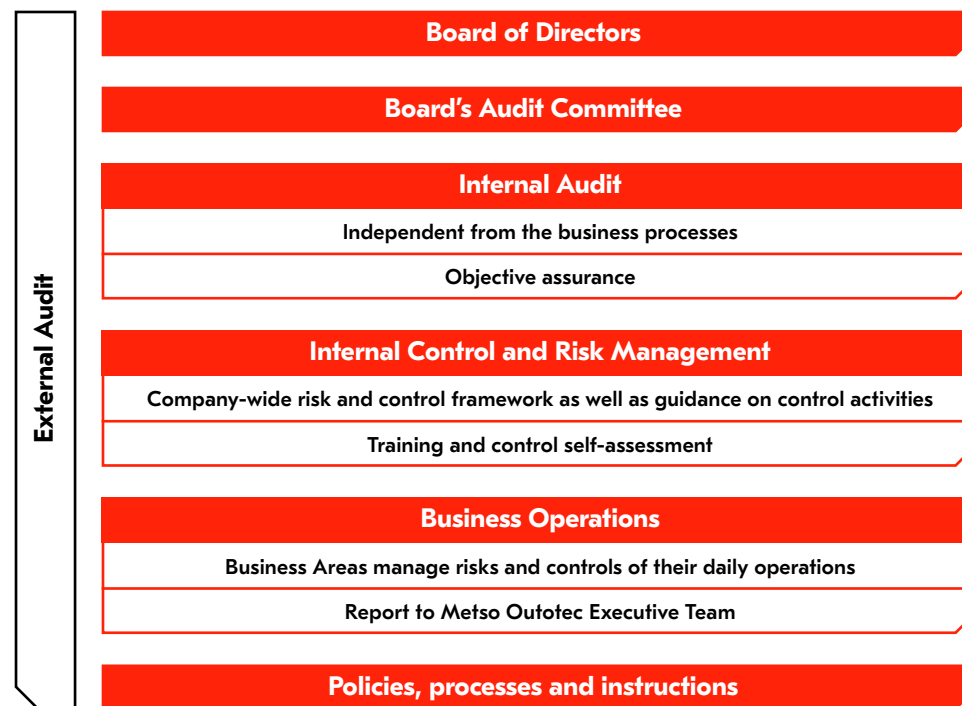 External Audit
Board of Directors
Board’s Audit Committee
Internal Audit
Independent from the business processes
Objective assurance
Internal Control and Risk Management
Company-wide risk and control framework as well as guidance on control activities
Training and control self-assessment
Business Operations
Business Areas manage risks and controls of their daily operations
Report to Metso Outotec Executive Team
Policies, processes and instructions